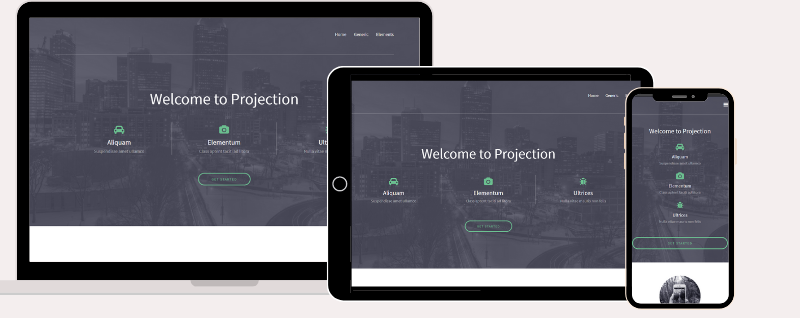 Home Generic Elements
Welcome to Projection
Aliquam
Elementum
Ult
GET STARTED
Home Generic
Welcome to Projection
Aliquam
Elementum
Ultrices
GET STARTED
Welcome to Projection
Aliquam
Elementum
Ultrices
GET STARTED